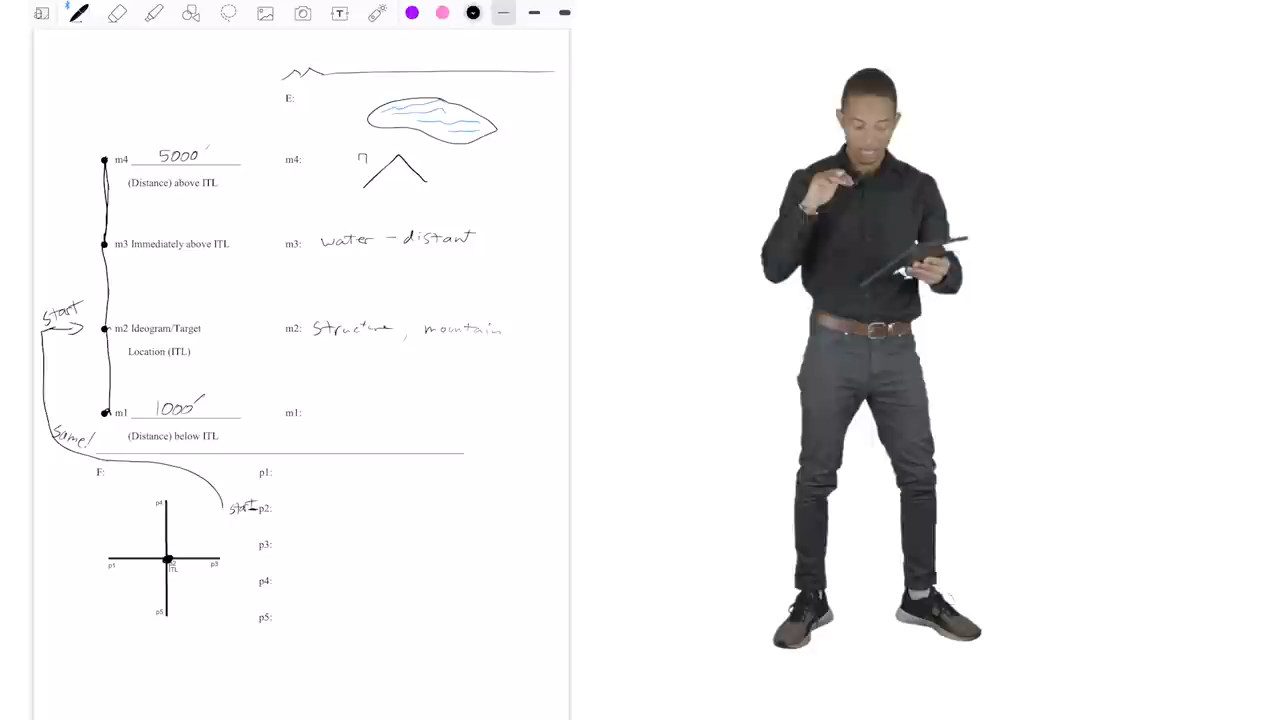 E:
m4 5000'
m4:
(Distance) above ITL
m3 Immediately above ITL
m3: water - distant
start
m2 Ideogram/Target
m2: structure, mountain
Location (ITL)
m1 1000'
m1:
same!
(Distance) below ITL
F:
p1:
start p2:
p3:
p4:
p5:
p4
p1
p2
ITL
p3
p5
T